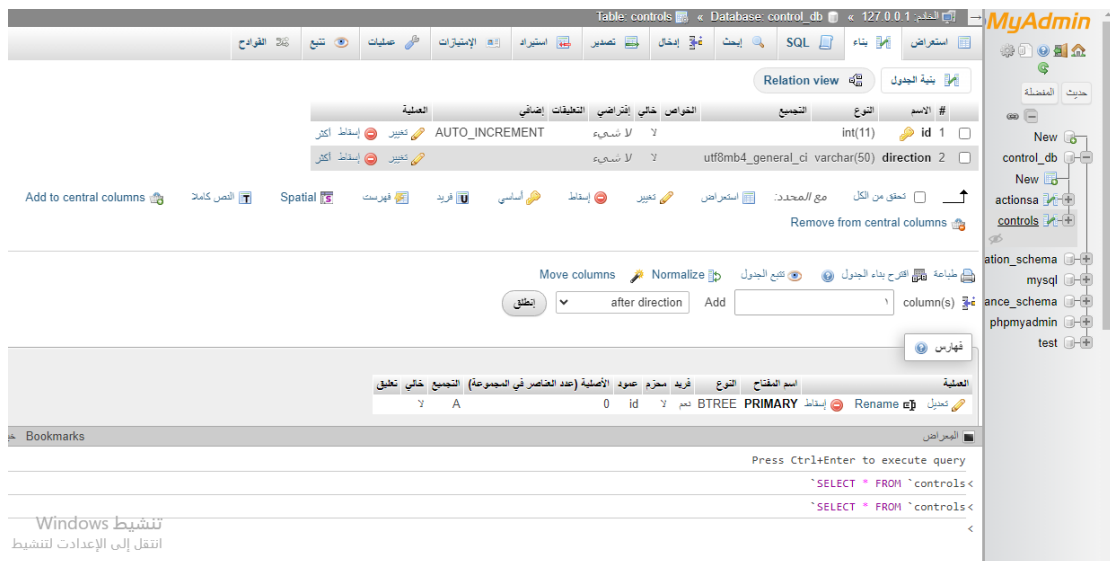 MyAdmin
حديث المفضلة
New
control_db
New
actionsa
controls
ation_schema
mysql
ance_schema
phpmyadmin
test
الخادم: 127.0.0.1 » Database: control_db » Table: controls
استعراض بناء SQL إبحث إدخال تصدير استيراد الإمتيازات عمليات تتبع القوادح
بنية الجدول Relation view
# الاسم النوع التجميع الخواص خالي إفتراضي التعليقات إضافي العملية
1 id int(11) لا لا شيء AUTO_INCREMENT تغيير إسقاط أكثر
2 direction varchar(50) utf8mb4_general_ci لا لا شيء تغيير إسقاط أكثر
تحقق من الكل مع المحدد: استعراض تغيير إسقاط أساسي فريد فهرست Spatial النص كاملا Add to central columns
Remove from central columns
طباعة اقترح بناء الجدول تتبع الجدول Normalize Move columns
column(s) ١ Add after direction إنطلق
فهارس
العملية اسم المفتاح النوع فريد محزم عمود الأصلية (عدد العناصر في المجموعة) التجميع خالي تعليق
تعديل Rename إسقاط PRIMARY BTREE نعم لا id 0 A لا
Bookmarks
Press Ctrl+Enter to execute query
`SELECT * FROM `controls<
`SELECT * FROM `controls<
<
تنشيط Windows
انتقل إلى الإعدادت لتنشيط